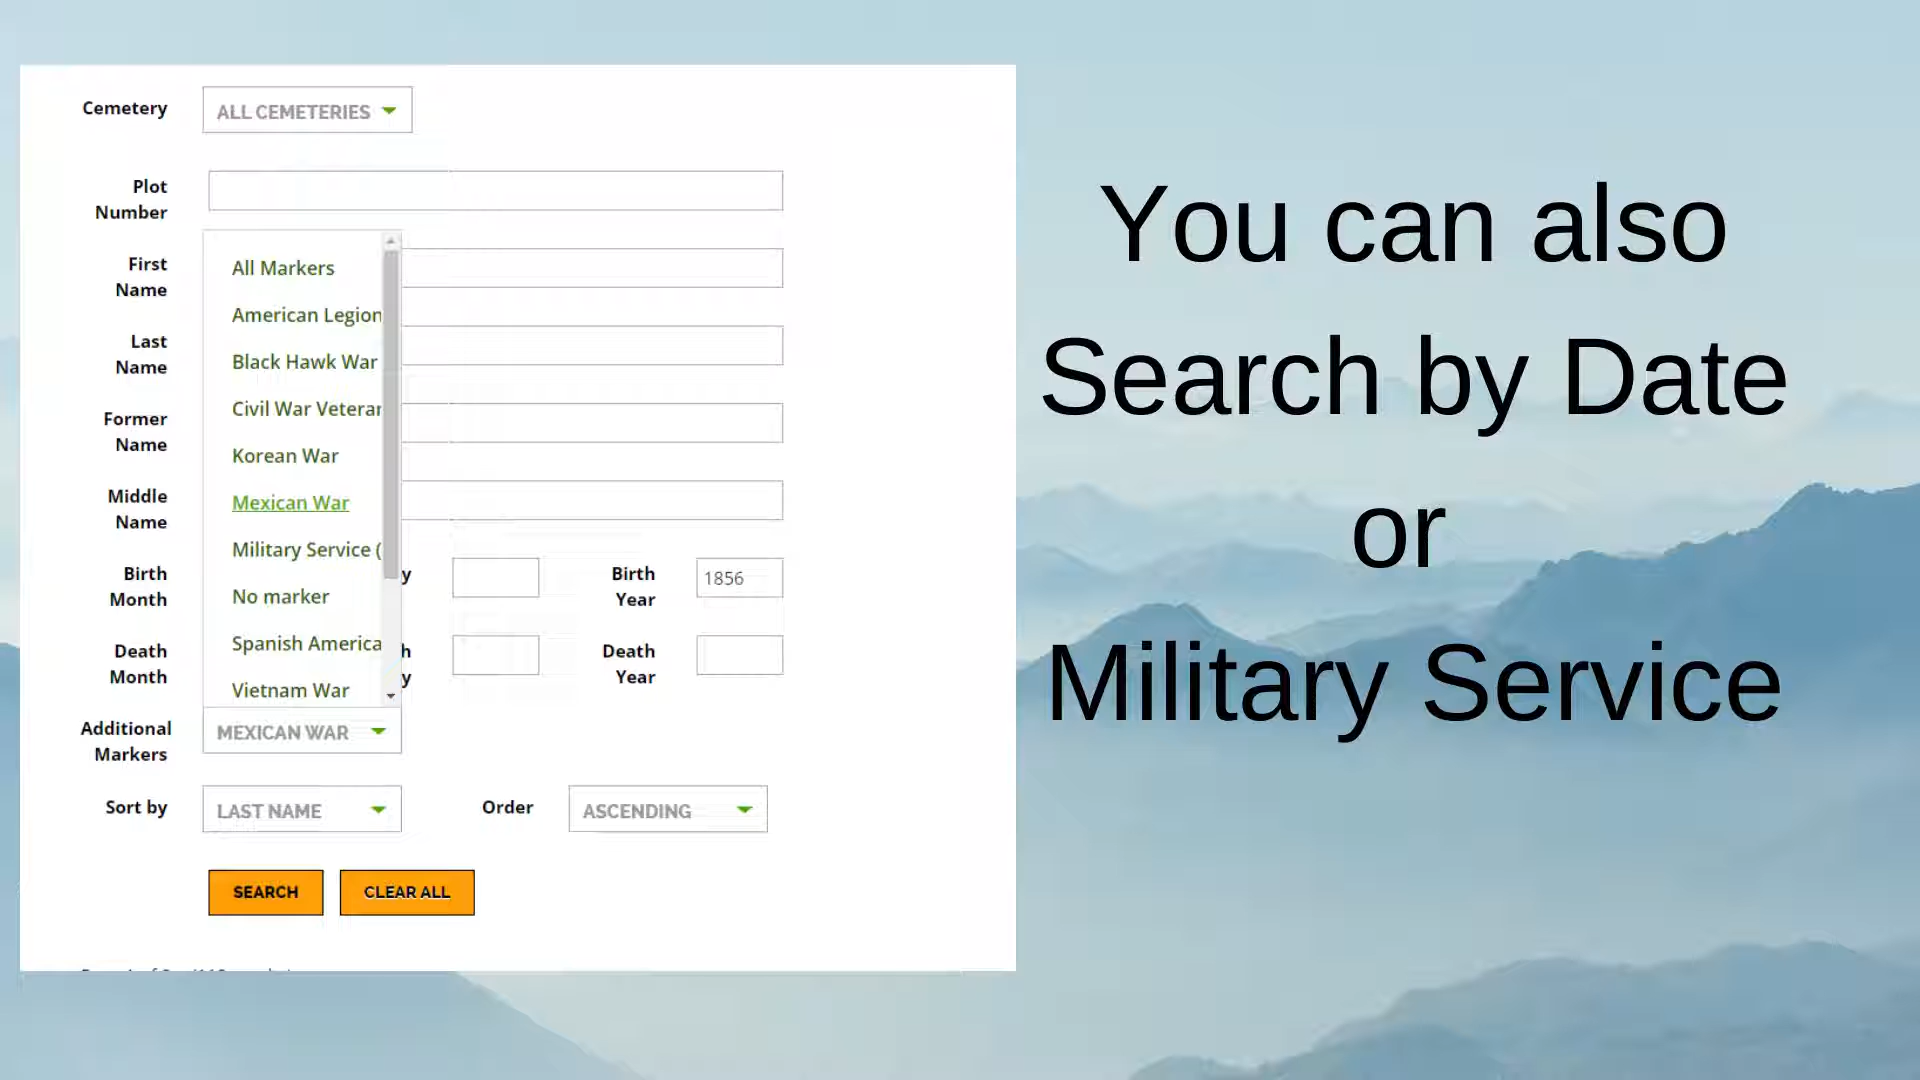 Cemetery
ALL CEMETERIES
Plot
Number
First
Name
Last
Name
Former
Name
Middle
Name
All Markers
American Legion
Black Hawk War
Civil War Veteran
Korean War
Mexican War
Military Service (
No marker
Spanish America
Vietnam War
Birth
Month
y
Birth
Year
1856
Death
Month
h
y
Death
Year
Additional
Markers
MEXICAN WAR
Sort by
LAST NAME
Order
ASCENDING
SEARCH
CLEAR ALL
You can also
Search by Date
or
Military Service